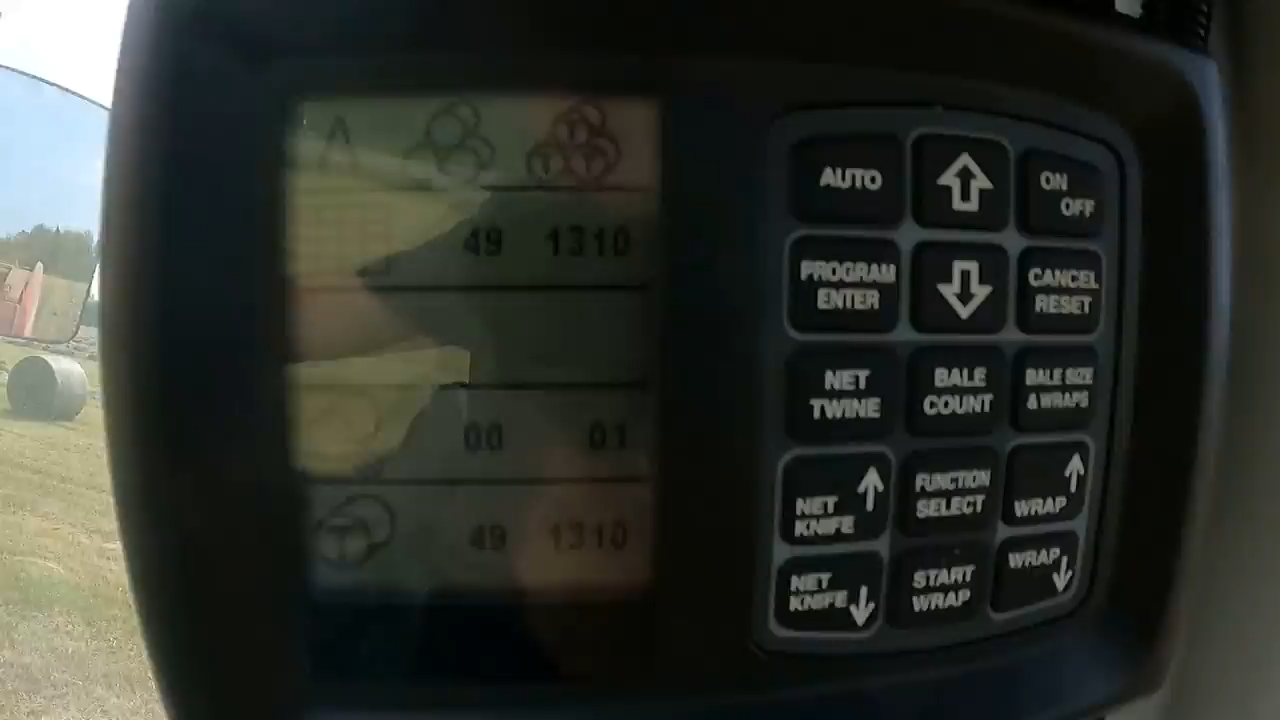 49 1310
00 01
T 49 1310
AUTO
ON
OFF
PROGRAM
ENTER
CANCEL
RESET
NET
TWINE
BALE
COUNT
BALE SIZE
& WRAPS
NET
KNIFE
FUNCTION
SELECT
WRAP
NET
KNIFE
START
WRAP
WRAP